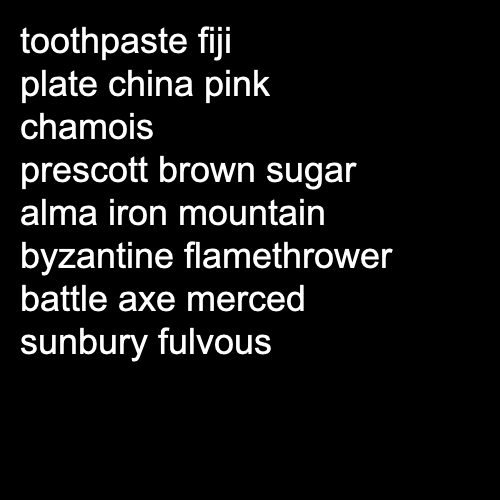 toothpaste fiji
plate china pink
chamois
prescott brown sugar
alma iron mountain
byzantine flamethrower
battle axe merced
sunbury fulvous